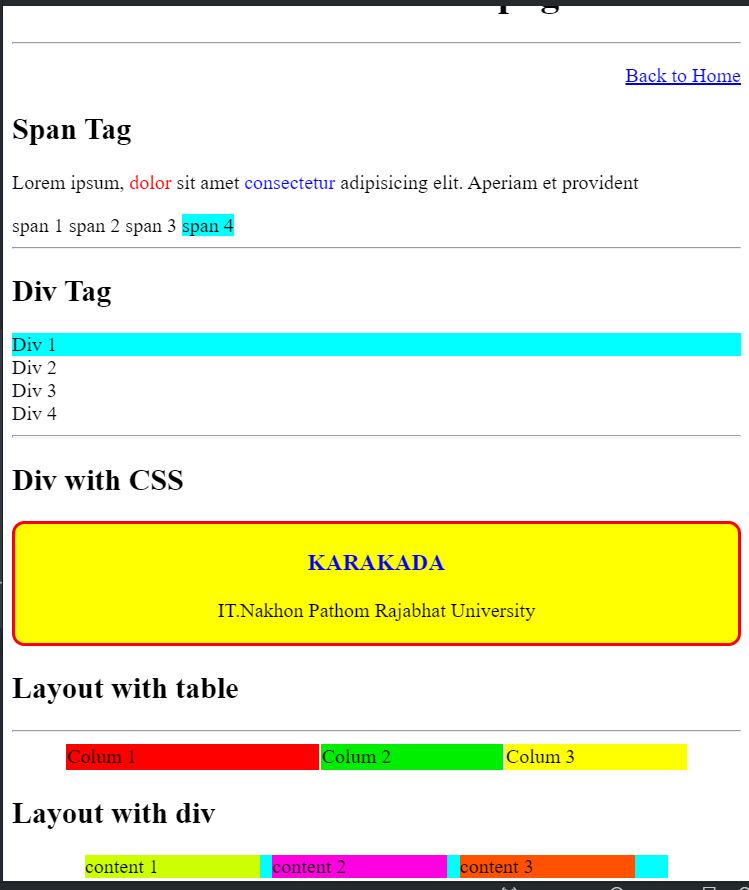 Back to Home
Span Tag
Lorem ipsum, dolor sit amet consectetur adipisicing elit. Aperiam et provident
span 1 span 2 span 3 span 4
Div Tag
Div 1
Div 2
Div 3
Div 4
Div with CSS
KARAKADA
IT.Nakhon Pathom Rajabhat University
Layout with table
Colum 1 Colum 2 Colum 3
Layout with div
content 1 content 2 content 3